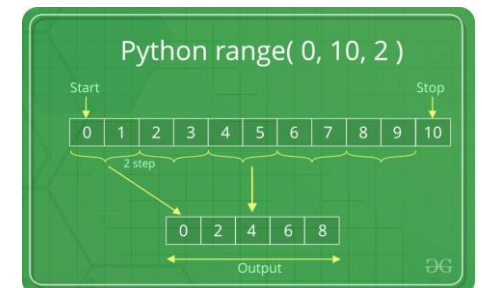 Python range( 0, 10, 2 )
Start Stop
0 1 2 3 4 5 6 7 8 9 10
2 step
0 2 4 6 8
Output